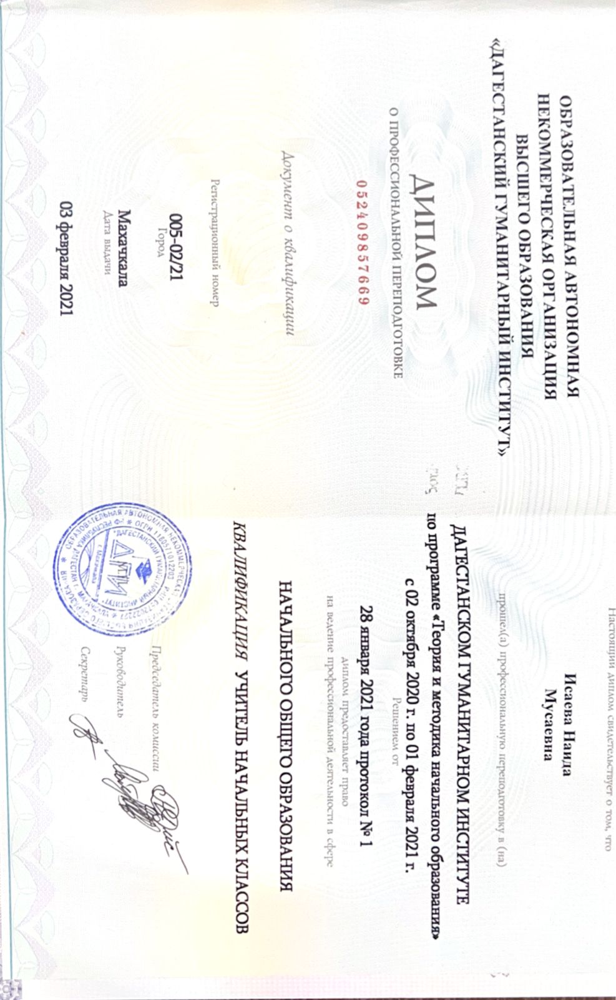 ОБРАЗОВАТЕЛЬНАЯ АВТОНОМНАЯ
НЕКОММЕРЧЕСКАЯ ОРГАНИЗАЦИЯ
ВЫСШЕГО ОБРАЗОВАНИЯ
«ДАГЕСТАНСКИЙ ГУМАНИТАРНЫЙ ИНСТИТУТ»
ДИПЛОМ
О ПРОФЕССИОНАЛЬНОЙ ПЕРЕПОДГОТОВКЕ
052409857669
Документ о квалификации
Регистрационный номер
005-02/21
Город
Махачкала
Дата выдачи
03 февраля 2021
Настоящий диплом свидетельствует о том, что
Исаева Наида
Мусаевна
прошел(а) профессиональную переподготовку в (на)
ДАГЕСТАНСКОМ ГУМАНИТАРНОМ ИНСТИТУТЕ
по программе «Теория и методика начального образования»
с 02 октября 2020 г. по 01 февраля 2021 г.
Решением от
28 января 2021 года протокол № 1
диплом предоставляет право
на ведение профессиональной деятельности в сфере
НАЧАЛЬНОГО ОБЩЕГО ОБРАЗОВАНИЯ
КВАЛИФИКАЦИЯ УЧИТЕЛЬ НАЧАЛЬНЫХ КЛАССОВ
Председатель комиссии
Руководитель
Секретарь
ОБРАЗОВАТЕЛЬНАЯ АВТОНОМНАЯ
"ДАГЕСТАНСКИЙ ГУМАНИТАРНЫЙ ИНСТИТУТ"
ДГИ
г. Махачкала